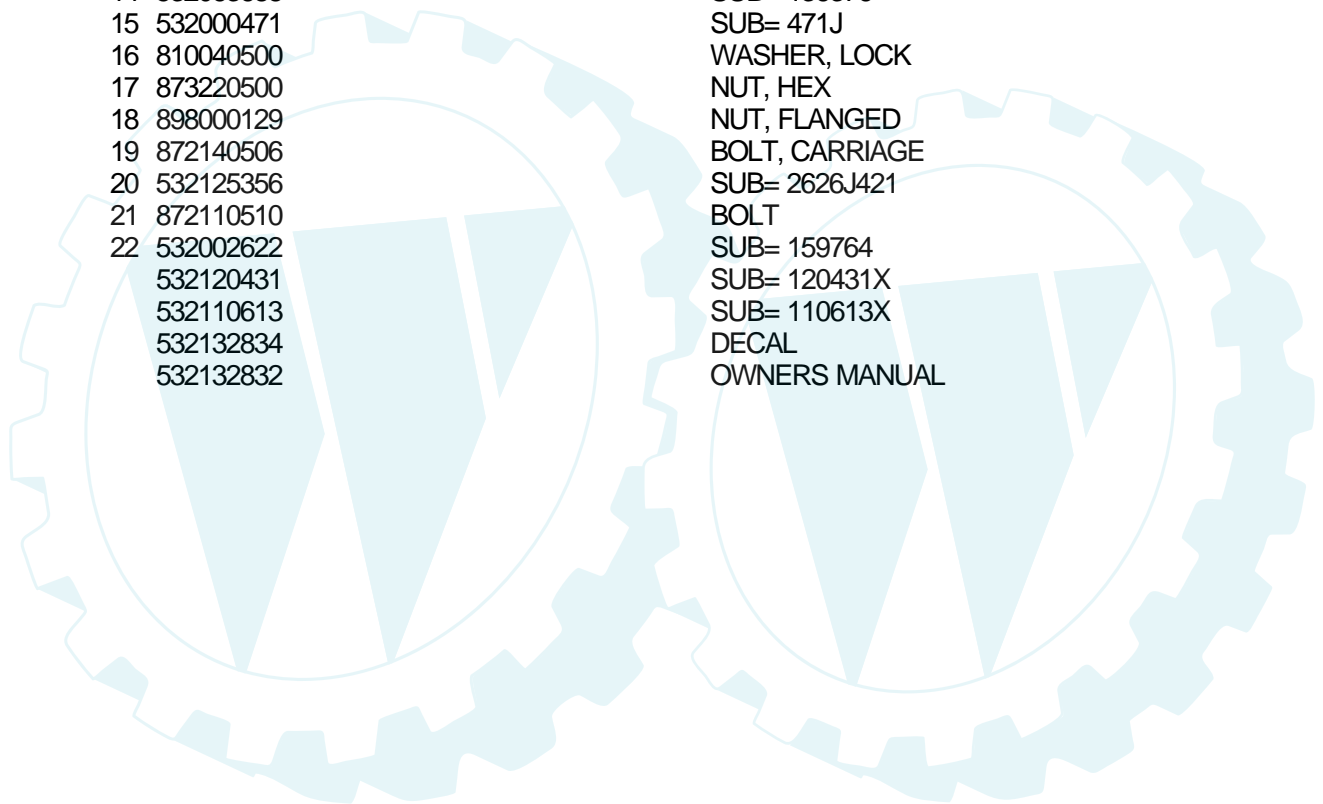 15 532000471 SUB= 471J
16 810040500 WASHER, LOCK
17 873220500 NUT, HEX
18 898000129 NUT, FLANGED
19 872140506 BOLT, CARRIAGE
20 532125356 SUB= 2626J421
21 872110510 BOLT
22 532002622 SUB= 159764
532120431 SUB= 120431X
532110613 SUB= 110613X
532132834 DECAL
532132832 OWNERS MANUAL